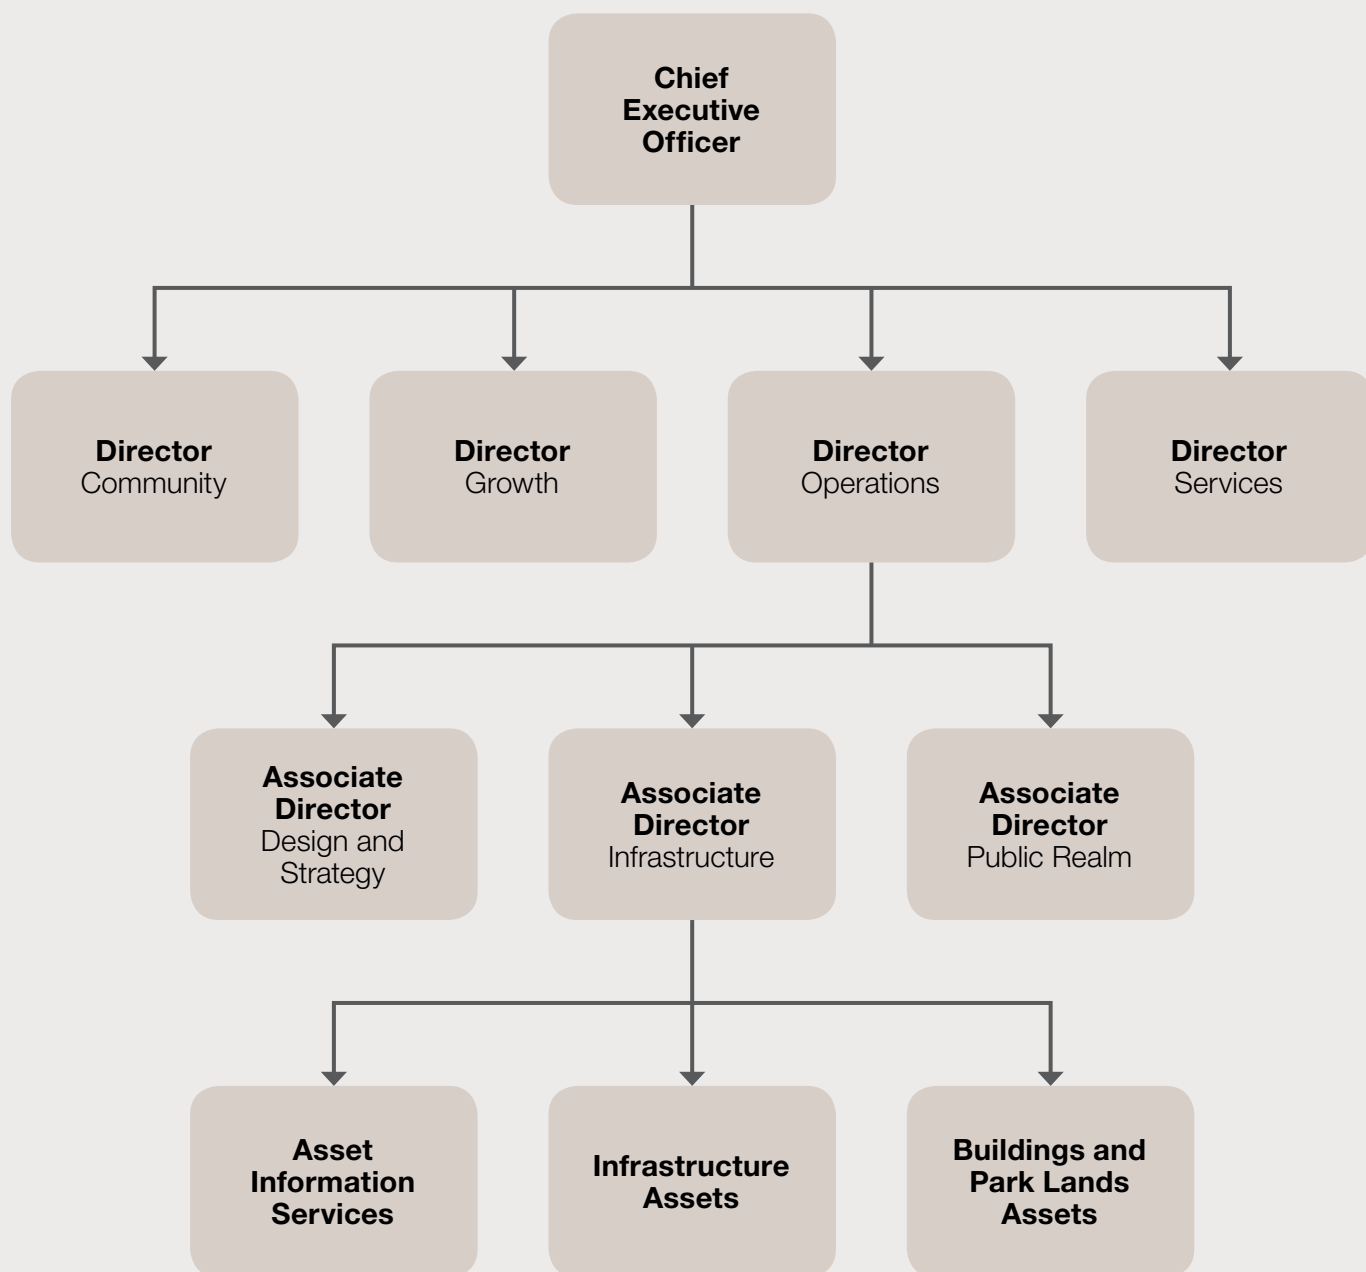 Chief
Executive
Officer
Director
Community
Director
Growth
Director
Operations
Director
Services
Associate
Director
Design and
Strategy
Associate
Director
Infrastructure
Associate
Director
Public Realm
Asset
Information
Services
Infrastructure
Assets
Buildings and
Park Lands
Assets